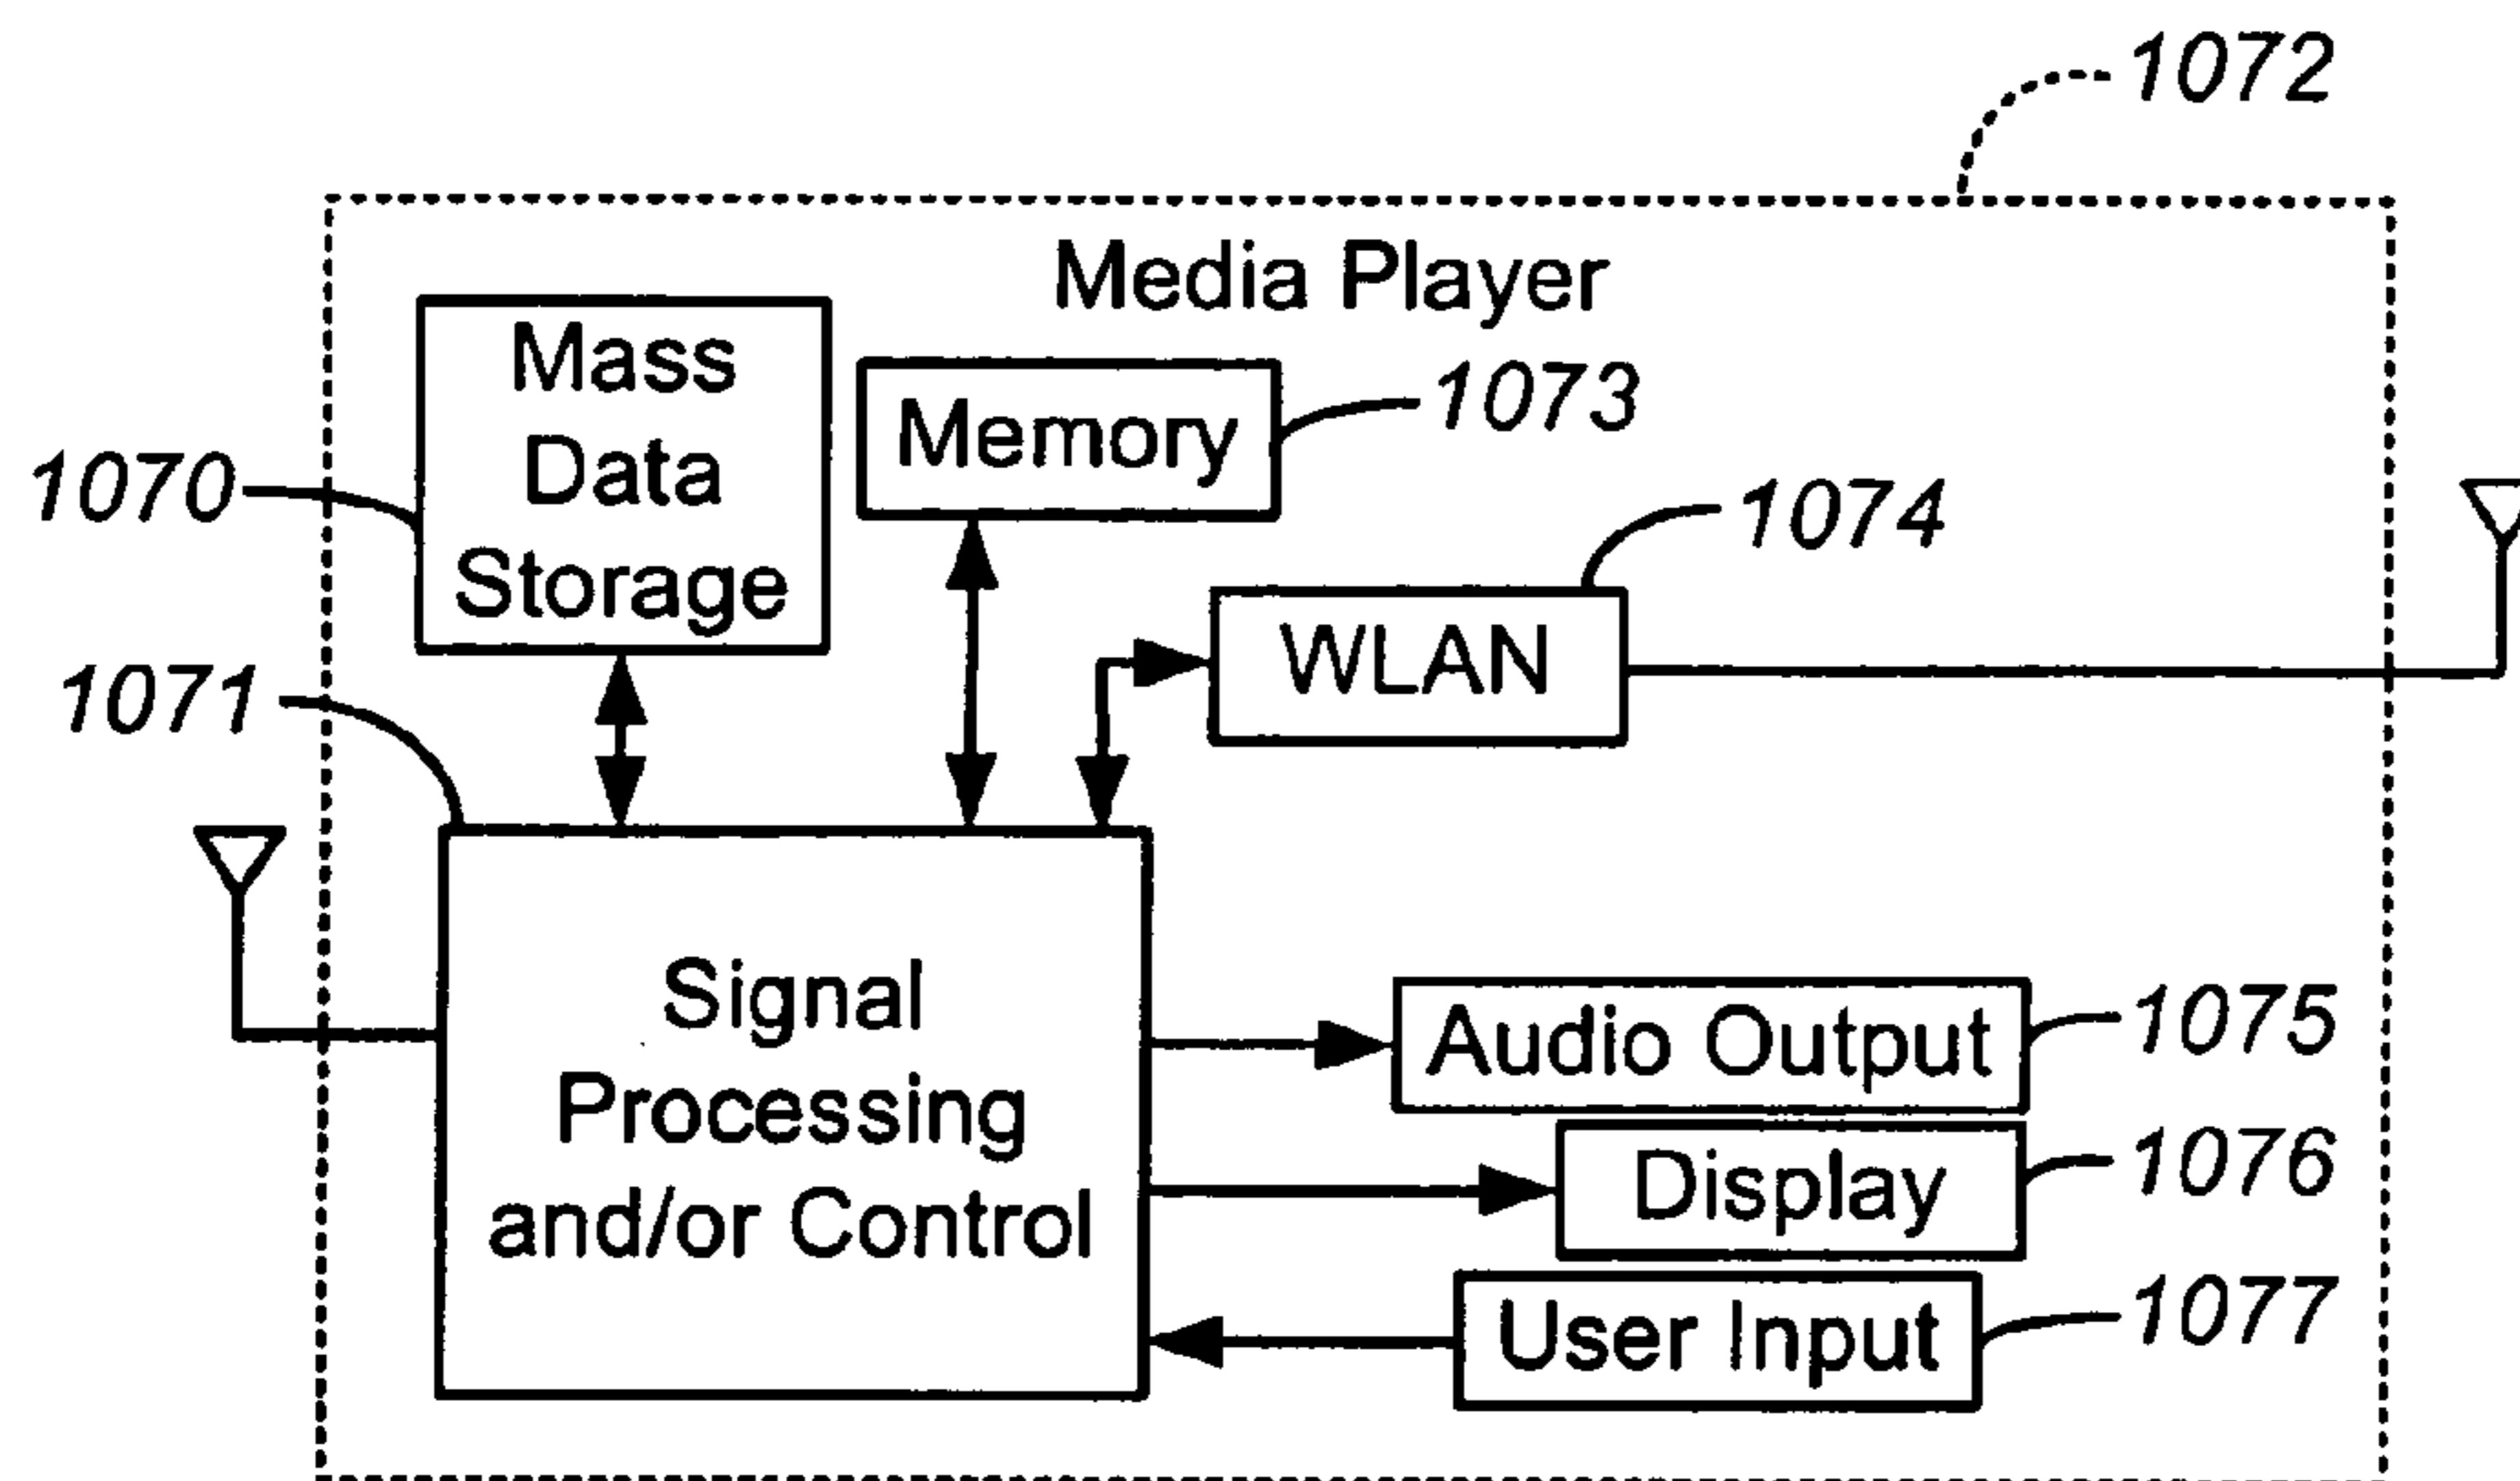 1072
Media Player
Mass
Data
Storage
Memory
1073
1070
1074
WLAN
1071
Signal
Processing
and/or Control
Audio Output
1075
Display
1076
User Input
1077